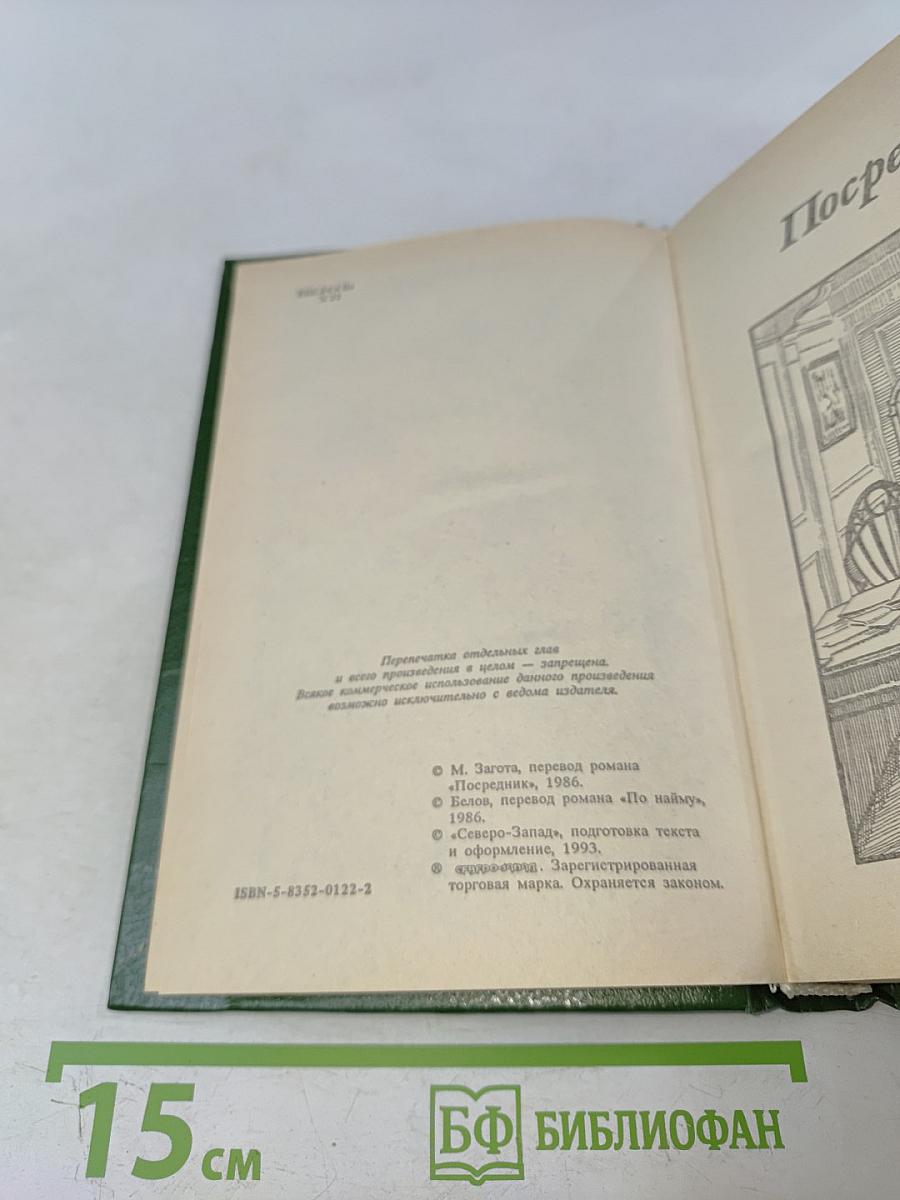 Перепечатка отдельных глав
и всего произведения в целом — запрещена.
Всякое коммерческое использование данного произведения
возможно исключительно с ведома издателя.
© М. Загота, перевод романа
«Посредник», 1986.
© Белов, перевод романа «По найму»,
1986.
© «Северо-Запад», подготовка текста
и оформление, 1993.
® . Зарегистрированная
торговая марка. Охраняется законом.
ISBN-5-8352-0122-2
Посре
15 см
БФ БИБЛИОФАН